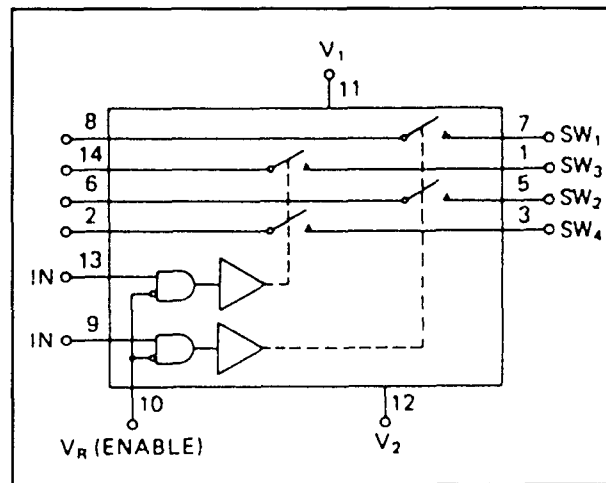 V₁
11
8 7 SW₁
14 1 SW₃
6 5 SW₂
2 3 SW₄
IN 13
IN 9
10 12
V_R (ENABLE) V₂